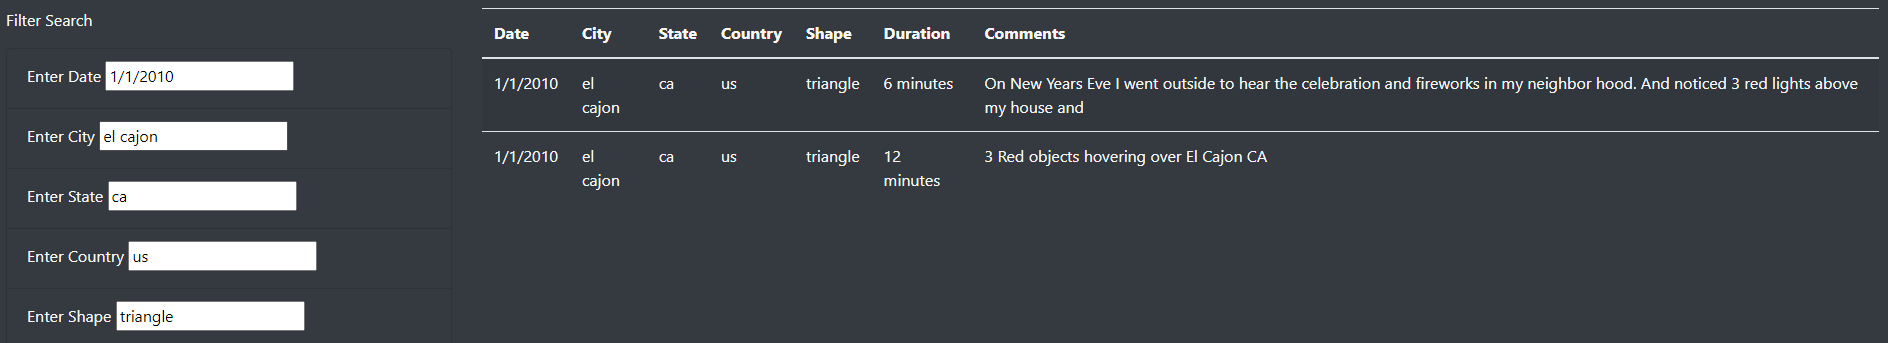 Filter Search
Enter Date 1/1/2010
Enter City el cajon
Enter State ca
Enter Country us
Enter Shape triangle
Date City State Country Shape Duration Comments
1/1/2010 el cajon ca us triangle 6 minutes On New Years Eve I went outside to hear the celebration and fireworks in my neighbor hood. And noticed 3 red lights above
my house and
1/1/2010 el cajon ca us triangle 12 minutes 3 Red objects hovering over El Cajon CA